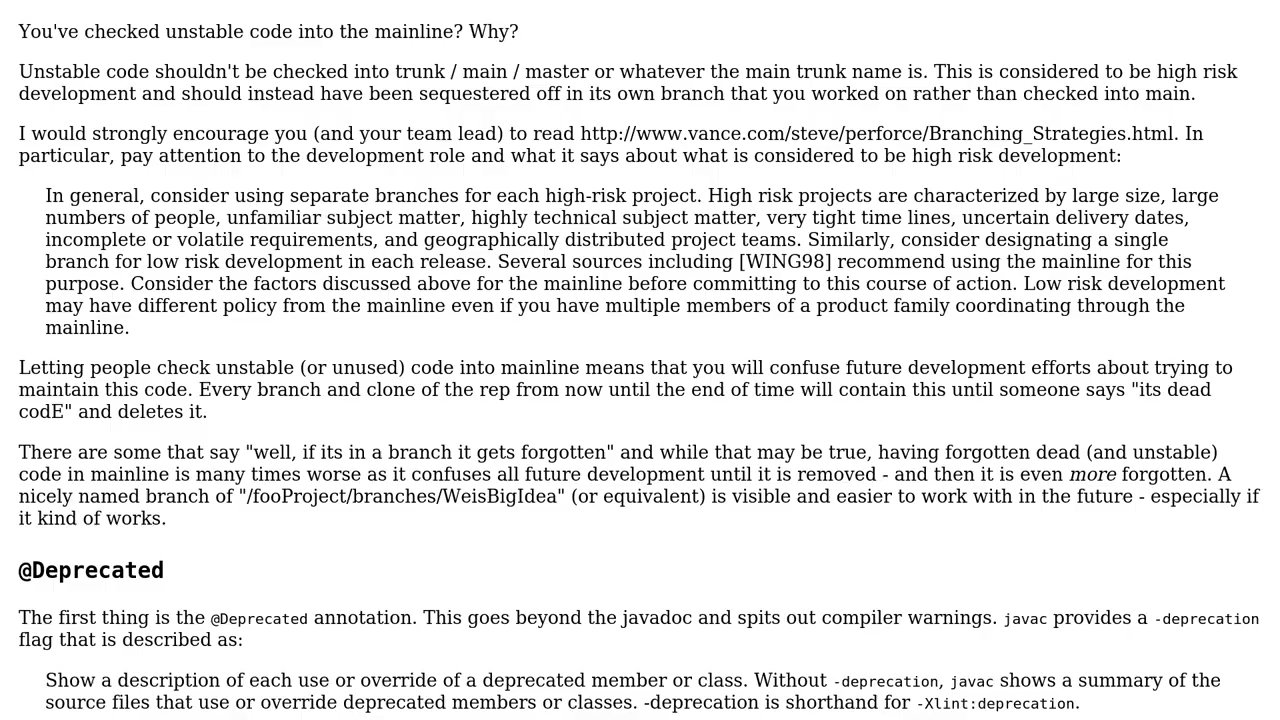 You've checked unstable code into the mainline? Why?
Unstable code shouldn't be checked into trunk / main / master or whatever the main trunk name is. This is considered to be high risk
development and should instead have been sequestered off in its own branch that you worked on rather than checked into main.
I would strongly encourage you (and your team lead) to read http://www.vance.com/steve/perforce/Branching_Strategies.html. In
particular, pay attention to the development role and what it says about what is considered to be high risk development:
In general, consider using separate branches for each high-risk project. High risk projects are characterized by large size, large
numbers of people, unfamiliar subject matter, highly technical subject matter, very tight time lines, uncertain delivery dates,
incomplete or volatile requirements, and geographically distributed project teams. Similarly, consider designating a single
branch for low risk development in each release. Several sources including [WING98] recommend using the mainline for this
purpose. Consider the factors discussed above for the mainline before committing to this course of action. Low risk development
may have different policy from the mainline even if you have multiple members of a product family coordinating through the
mainline.
Letting people check unstable (or unused) code into mainline means that you will confuse future development efforts about trying to
maintain this code. Every branch and clone of the rep from now until the end of time will contain this until someone says "its dead
codE" and deletes it.
There are some that say "well, if its in a branch it gets forgotten" and while that may be true, having forgotten dead (and unstable)
code in mainline is many times worse as it confuses all future development until it is removed - and then it is even more forgotten. A
nicely named branch of "/fooProject/branches/WeisBigIdea" (or equivalent) is visible and easier to work with in the future - especially if
it kind of works.
@Deprecated
The first thing is the @Deprecated annotation. This goes beyond the javadoc and spits out compiler warnings. javac provides a -deprecation
flag that is described as:
Show a description of each use or override of a deprecated member or class. Without -deprecation, javac shows a summary of the
source files that use or override deprecated members or classes. -deprecation is shorthand for -Xlint:deprecation.